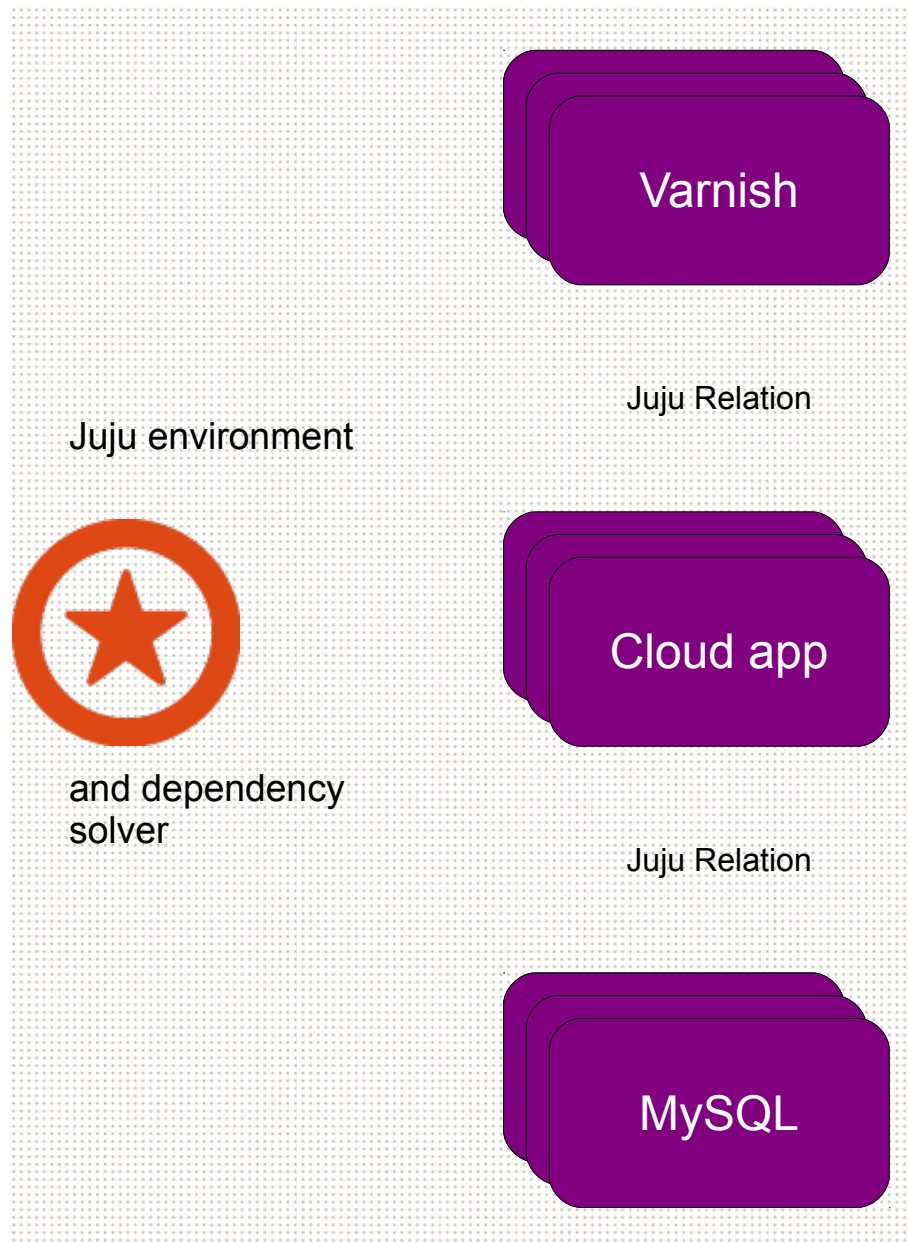 Varnish
Juju Relation
Juju environment
Cloud app
and dependency
solver
Juju Relation
MySQL